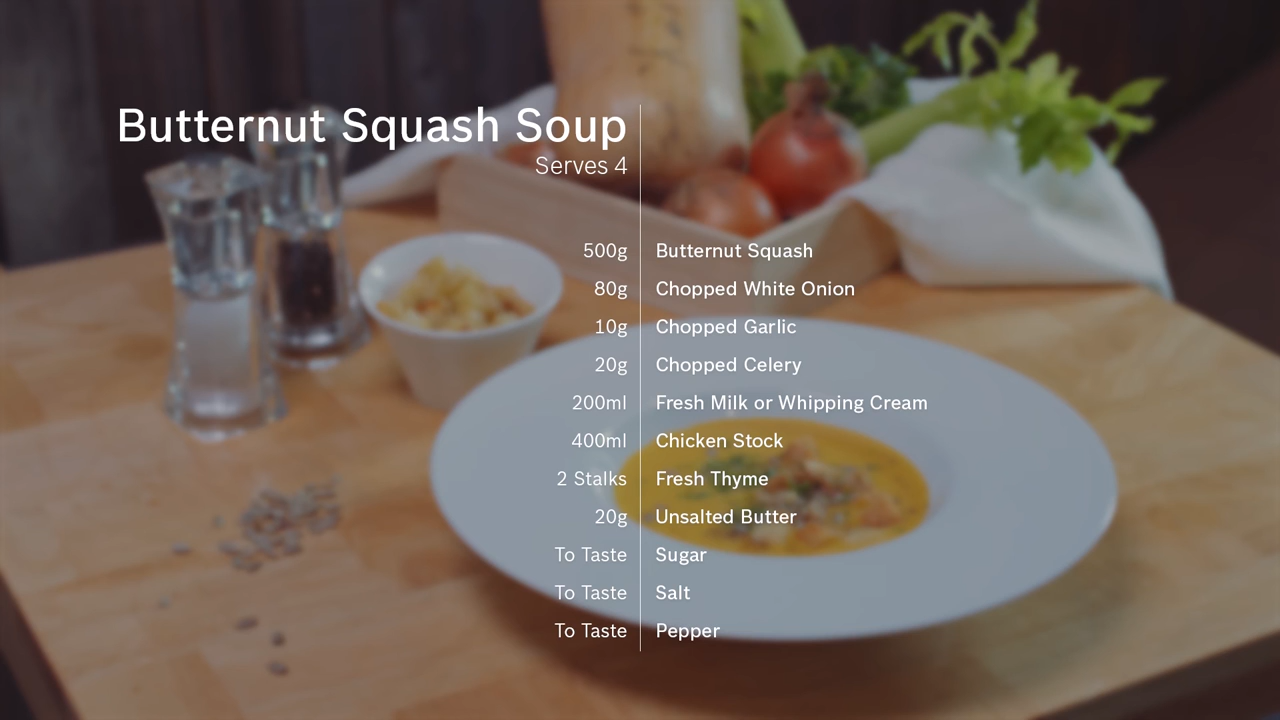 Butternut Squash Soup
Serves 4
500g Butternut Squash
80g Chopped White Onion
10g Chopped Garlic
20g Chopped Celery
200ml Fresh Milk or Whipping Cream
400ml Chicken Stock
2 Stalks Fresh Thyme
20g Unsalted Butter
To Taste Sugar
To Taste Salt
To Taste Pepper